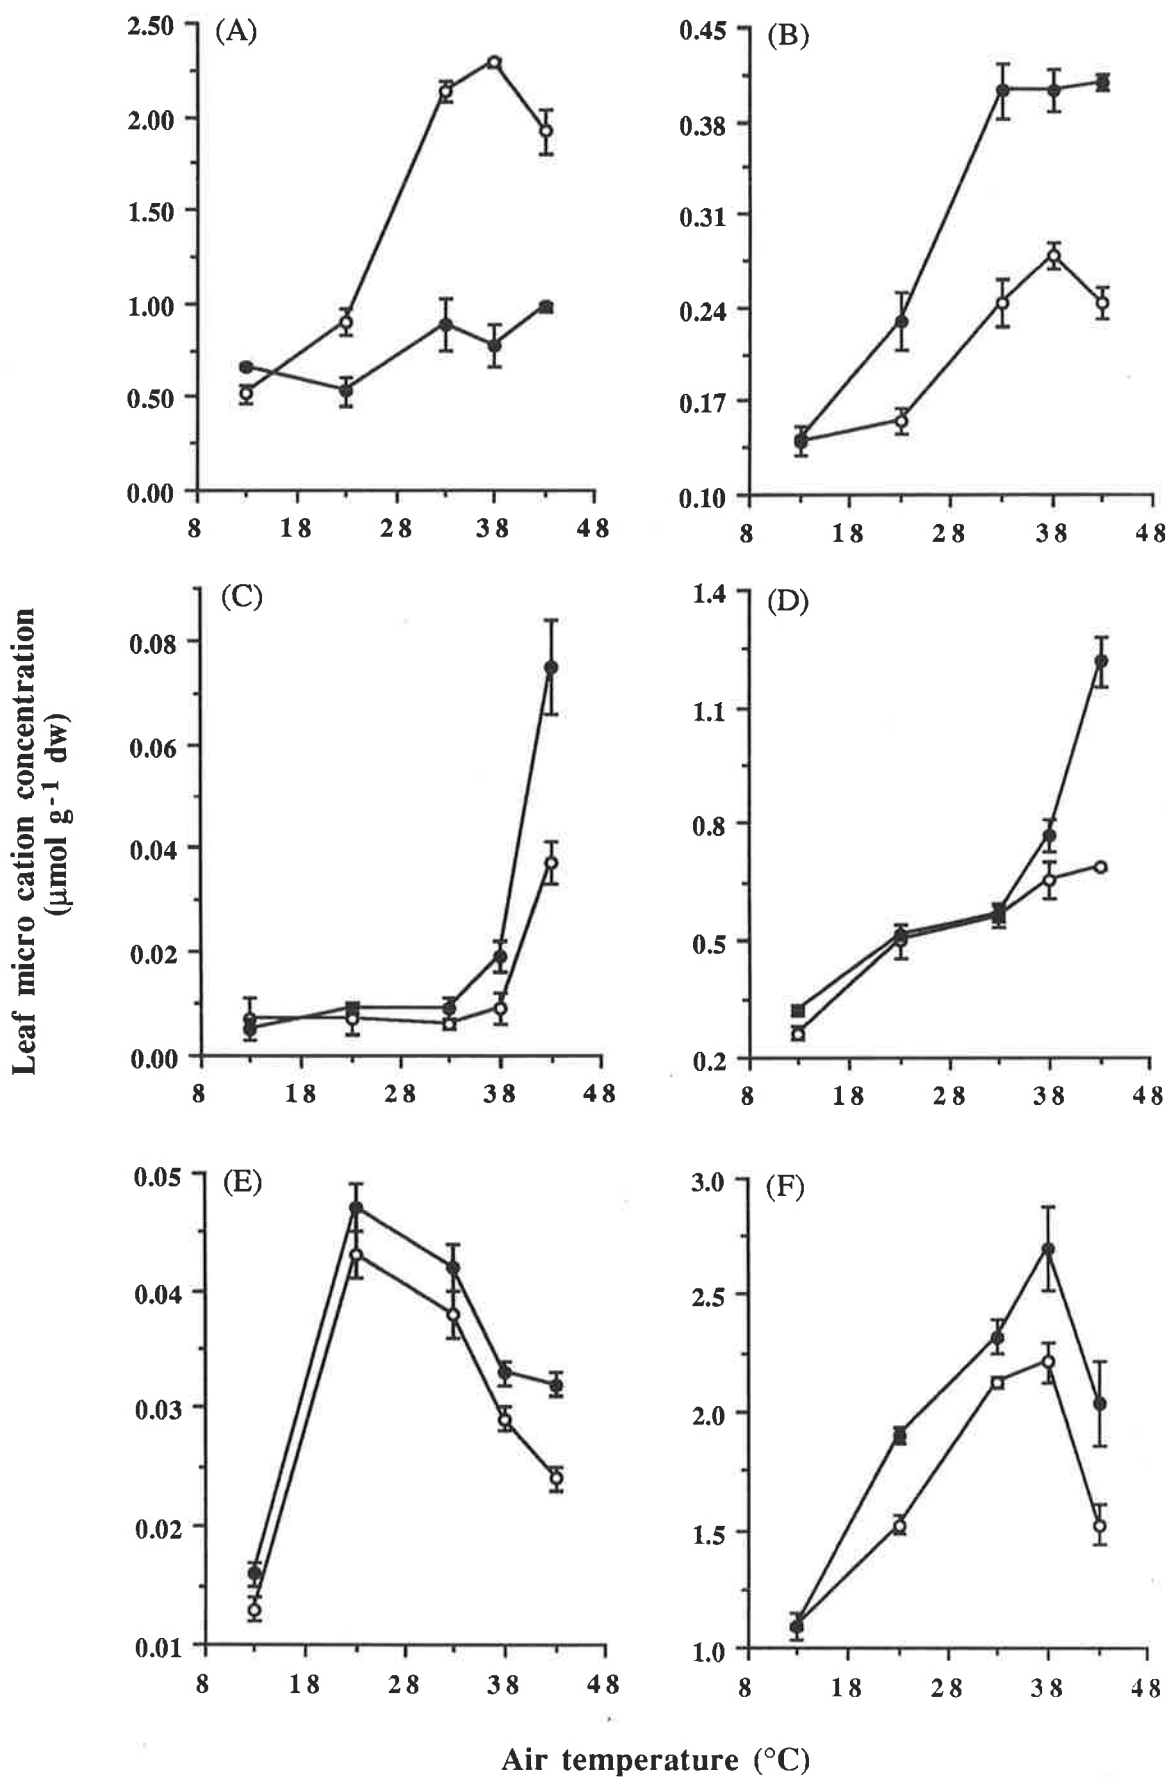 Leaf micro cation concentration
(µmol g-1 dw)
(A)
2.50
2.00
1.50
1.00
0.50
0.00
8 18 28 38 48
(B)
0.45
0.38
0.31
0.24
0.17
0.10
8 18 28 38 48
(C)
0.08
0.06
0.04
0.02
0.00
8 18 28 38 48
(D)
1.4
1.1
0.8
0.5
0.2
8 18 28 38 48
(E)
0.05
0.04
0.03
0.02
0.01
8 18 28 38 48
(F)
3.0
2.5
2.0
1.5
1.0
8 18 28 38 48
Air temperature (°C)